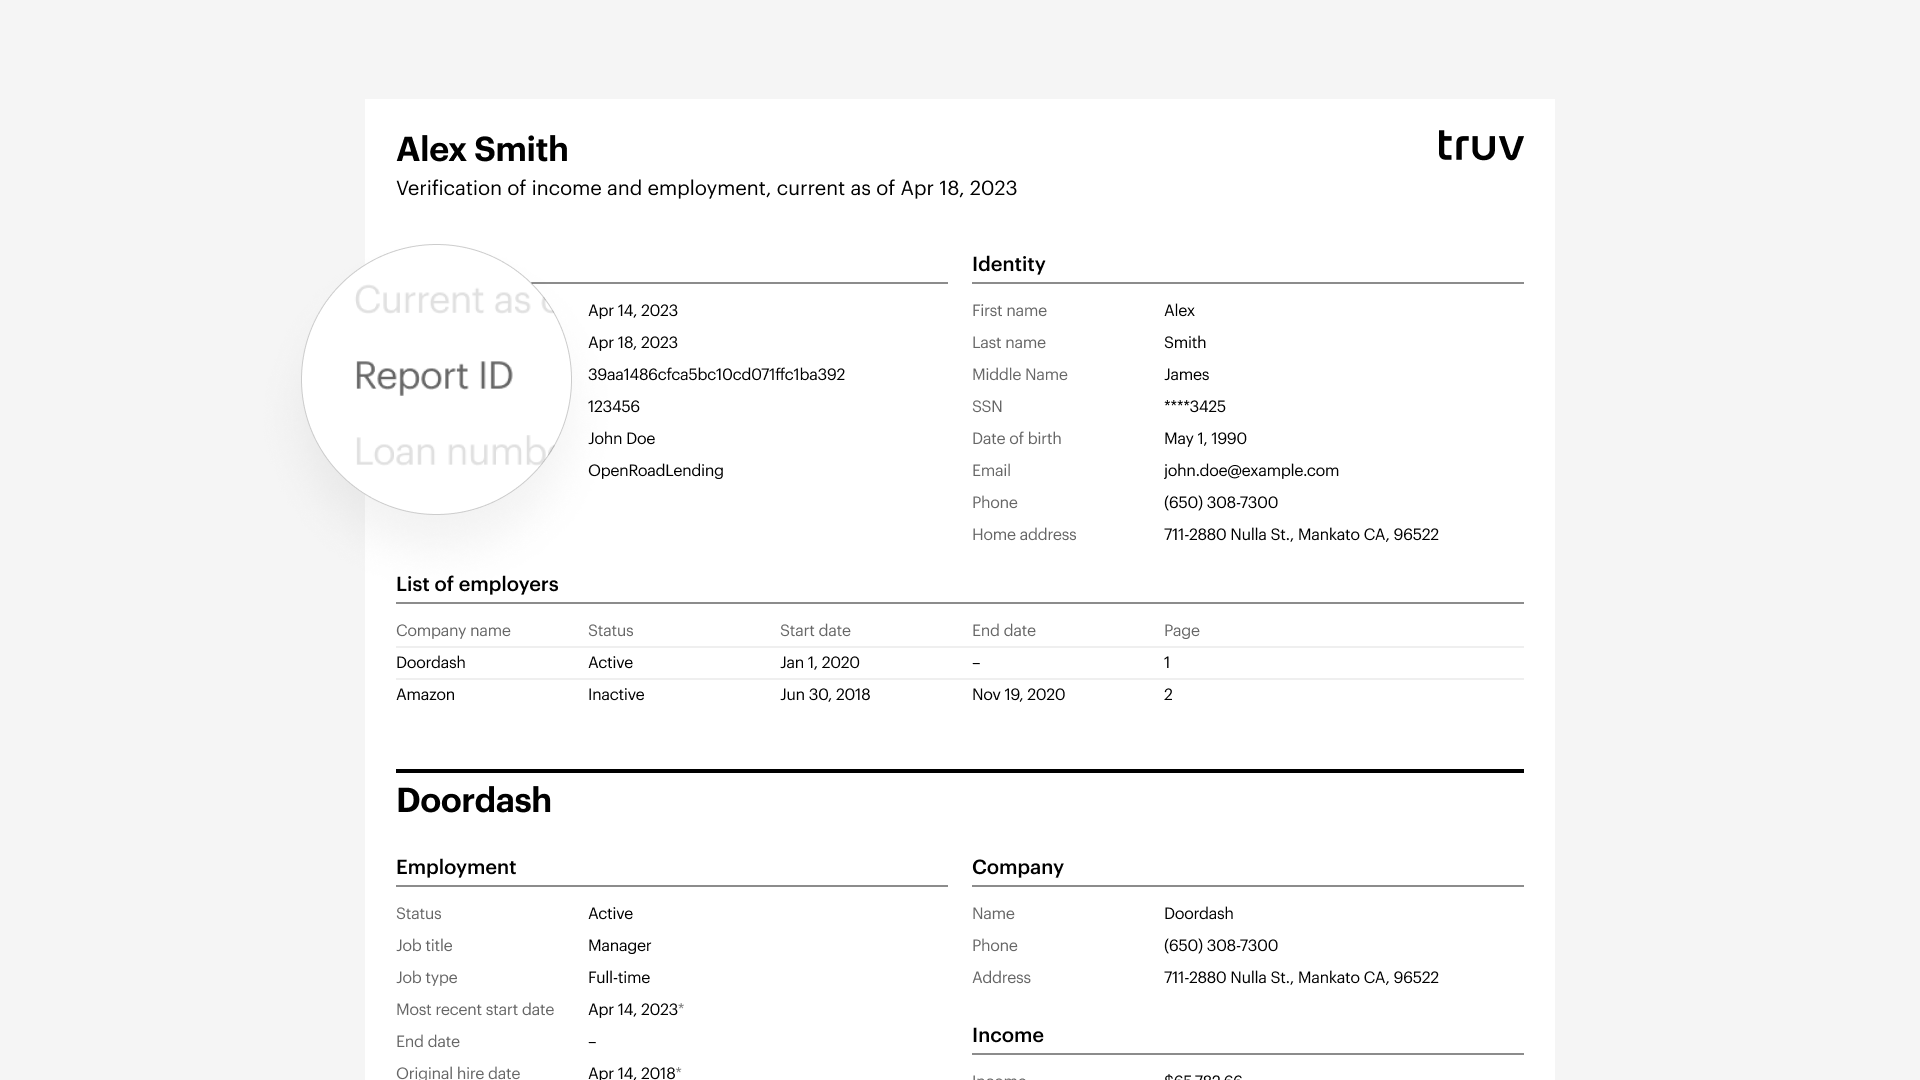 Alex Smith
truv
Verification of income and employment, current as of Apr 18, 2023
Current as
Report ID
Loan
Apr 14, 2023
Apr 18, 2023
39aa1486cfca5bc10cd071ffc1ba392
123456
John Doe
OpenRoadLending
Identity
First name Alex
Last name Smith
Middle Name James
SSN ****3425
Date of birth May 1, 1990
Email john.doe@example.com
Phone (650) 308-7300
Home address 711-2880 Nulla St., Mankato CA, 96522
List of employers
Company name Status Start date End date Page
Doordash Active Jan 1, 2020 – 1
Amazon Inactive Jun 30, 2018 Nov 19, 2020 2
Doordash
Employment
Status Active
Job title Manager
Job type Full-time
Most recent start date Apr 14, 2023*
End date –
Original hire date Apr 14, 2018*
Company
Name Doordash
Phone (650) 308-7300
Address 711-2880 Nulla St., Mankato CA, 96522
Income